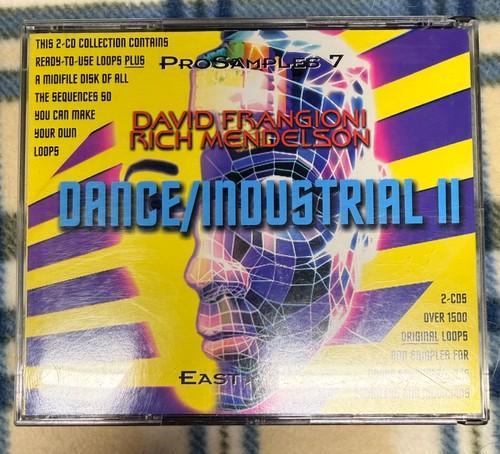 THIS 2-CD COLLECTION CONTAINS
READY-TO-USE LOOPS PLUS
A MIDIFILE DISK OF ALL
THE SEQUENCES SO
YOU CAN MAKE
YOUR OWN
LOOPS
PROSAMPLES 7
DAVID FRANGIONI
RICH MENDELSON
DANCE/INDUSTRIAL II
2-CDS
OVER 1500
ORIGINAL LOOPS
AND SAMPLES FOR
EAST